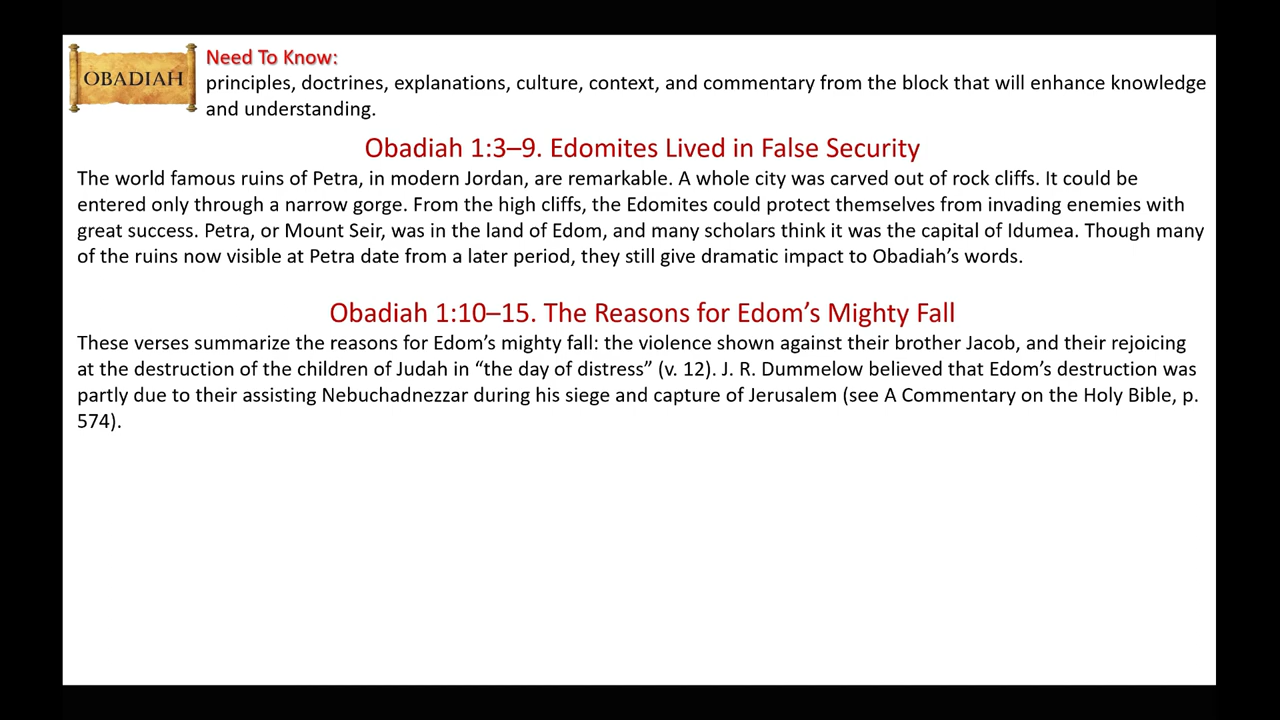 OBADIAH
Need To Know:
principles, doctrines, explanations, culture, context, and commentary from the block that will enhance knowledge
and understanding.
Obadiah 1:3–9. Edomites Lived in False Security
The world famous ruins of Petra, in modern Jordan, are remarkable. A whole city was carved out of rock cliffs. It could be
entered only through a narrow gorge. From the high cliffs, the Edomites could protect themselves from invading enemies with
great success. Petra, or Mount Seir, was in the land of Edom, and many scholars think it was the capital of Idumea. Though many
of the ruins now visible at Petra date from a later period, they still give dramatic impact to Obadiah’s words.
Obadiah 1:10–15. The Reasons for Edom’s Mighty Fall
These verses summarize the reasons for Edom’s mighty fall: the violence shown against their brother Jacob, and their rejoicing
at the destruction of the children of Judah in “the day of distress” (v. 12). J. R. Dummelow believed that Edom’s destruction was
partly due to their assisting Nebuchadnezzar during his siege and capture of Jerusalem (see A Commentary on the Holy Bible, p.
574).